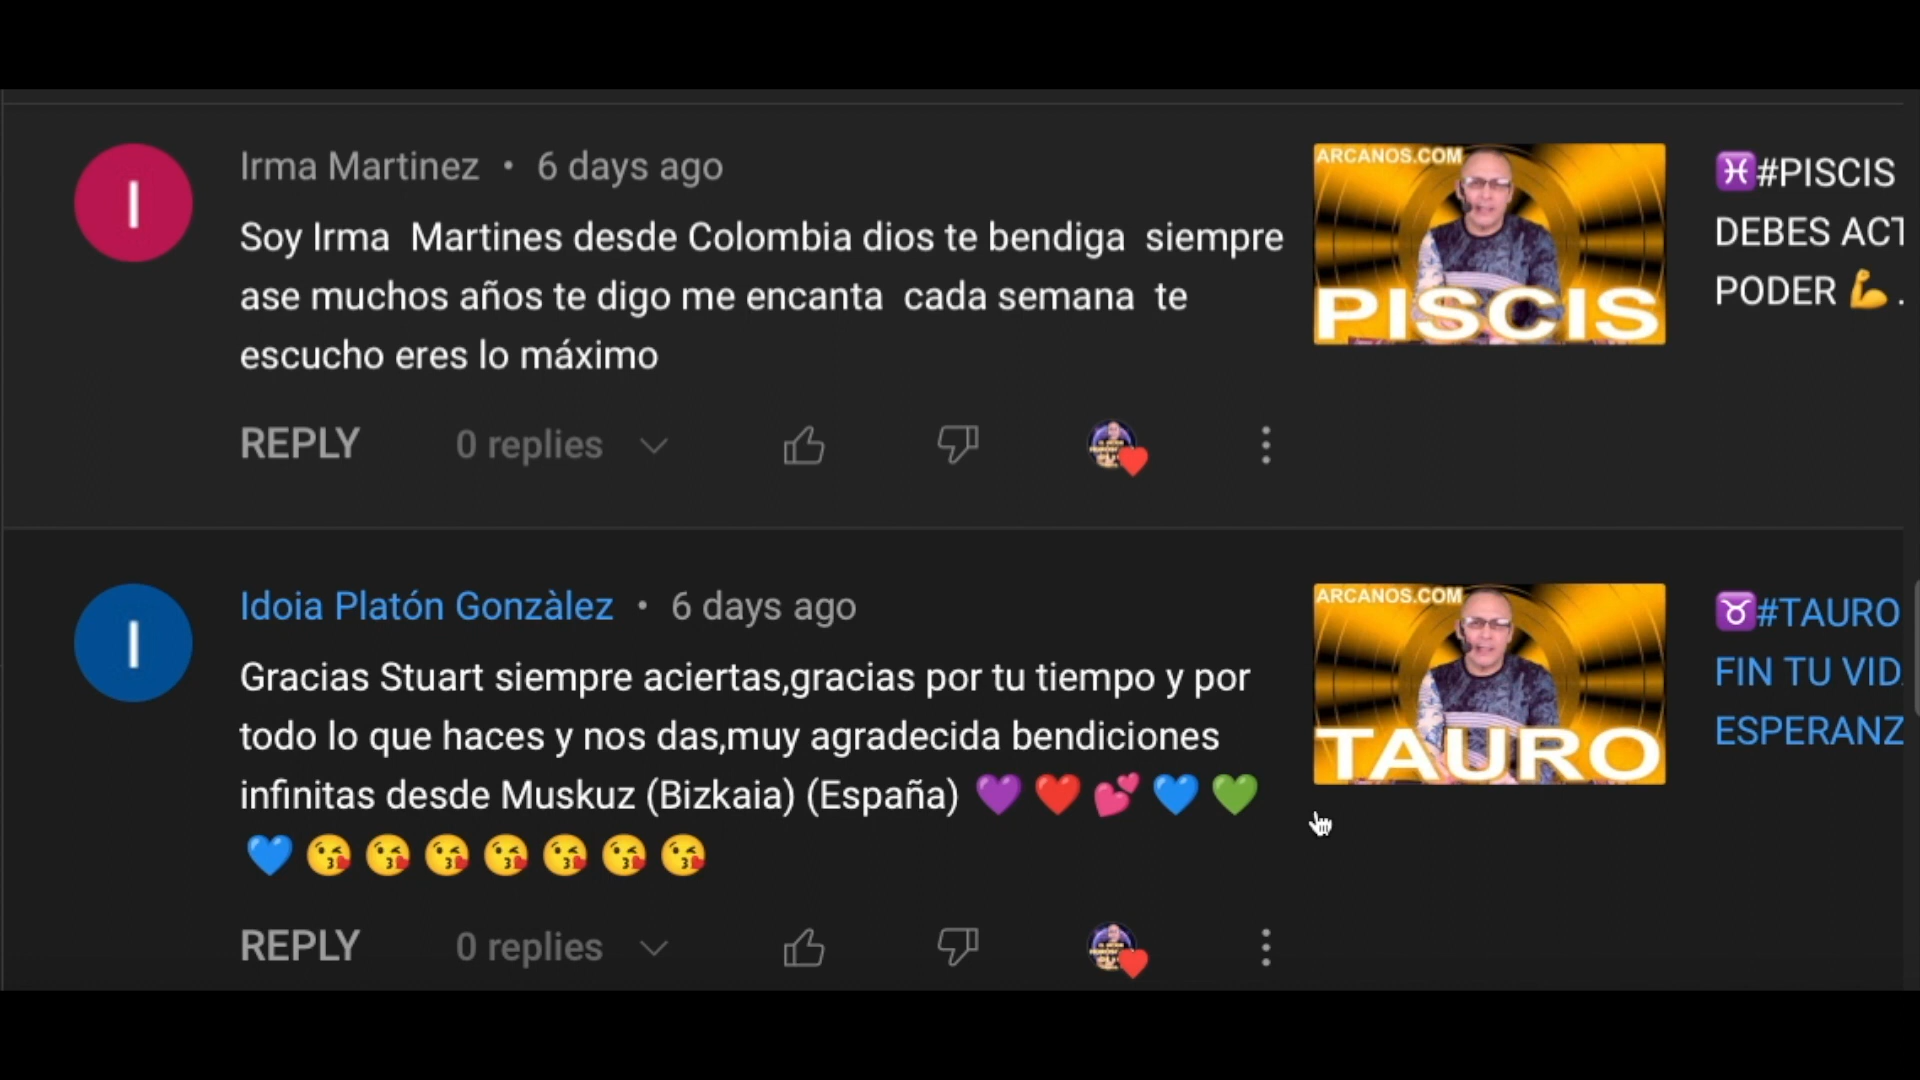 I
Irma Martinez • 6 days ago
Soy Irma  Martines desde Colombia dios te bendiga  siempre
ase muchos años te digo me encanta  cada semana  te
escucho eres lo máximo
REPLY
0 replies
ARCANOS.COM
PISCIS
♓#PISCIS
DEBES ACT
PODER 💪.
I
Idoia Platón Gonzàlez • 6 days ago
Gracias Stuart siempre aciertas,gracias por tu tiempo y por
todo lo que haces y nos das,muy agradecida bendiciones
infinitas desde Muskuz (Bizkaia) (España) 💜❤️💕💙💚
💙😘😘😘😘😘😘😘
REPLY
0 replies
ARCANOS.COM
TAURO
♉#TAURO
FIN TU VID
ESPERANZ